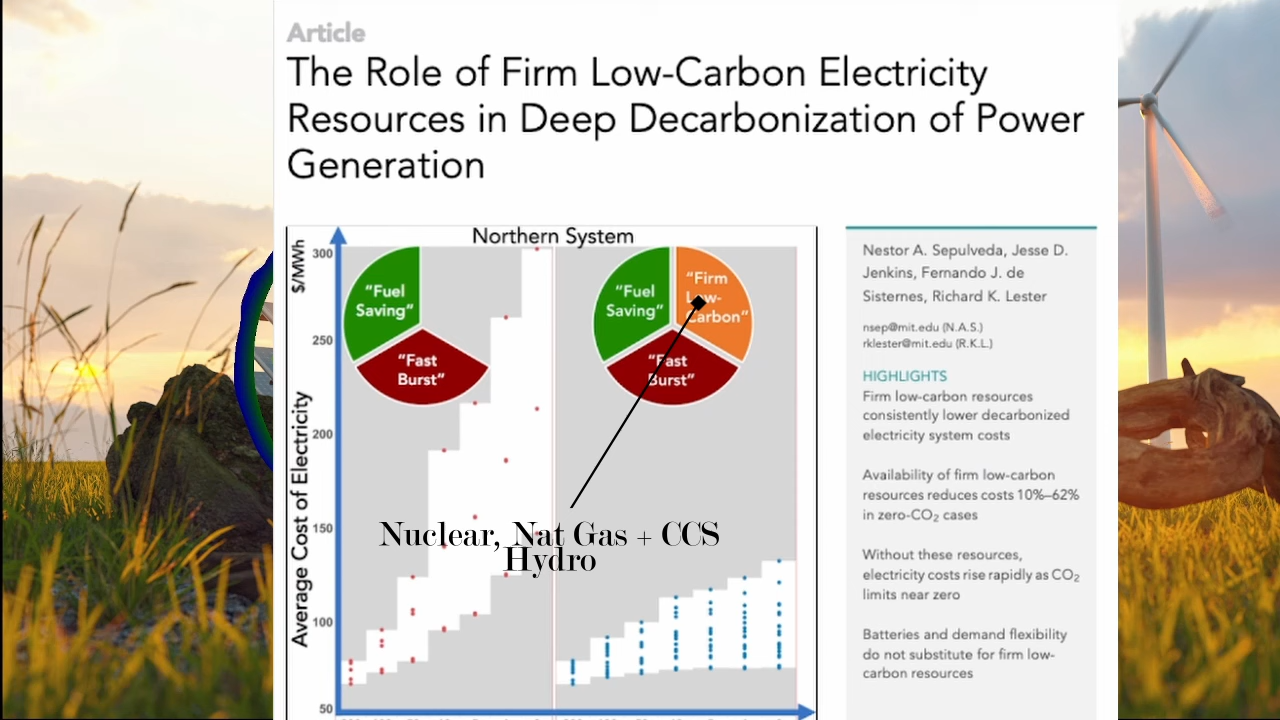 Article
The Role of Firm Low-Carbon Electricity
Resources in Deep Decarbonization of Power
Generation
Northern System
$/MWh
Average Cost of Electricity
300
250
200
150
100
50
"Fuel
Saving"
"Fast
Burst"
"Fuel
Saving"
"Firm
Low-
Carbon"
"Fast
Burst"
Nuclear, Nat Gas + CCS
Hydro
Nestor A. Sepulveda, Jesse D.
Jenkins, Fernando J. de
Sisternes, Richard K. Lester
nsep@mit.edu (N.A.S.)
rklester@mit.edu (R.K.L.)
HIGHLIGHTS
Firm low-carbon resources
consistently lower decarbonized
electricity system costs
Availability of firm low-carbon
resources reduces costs 10%–62%
in zero-CO₂ cases
Without these resources,
electricity costs rise rapidly as CO₂
limits near zero
Batteries and demand flexibility
do not substitute for firm low-
carbon resources